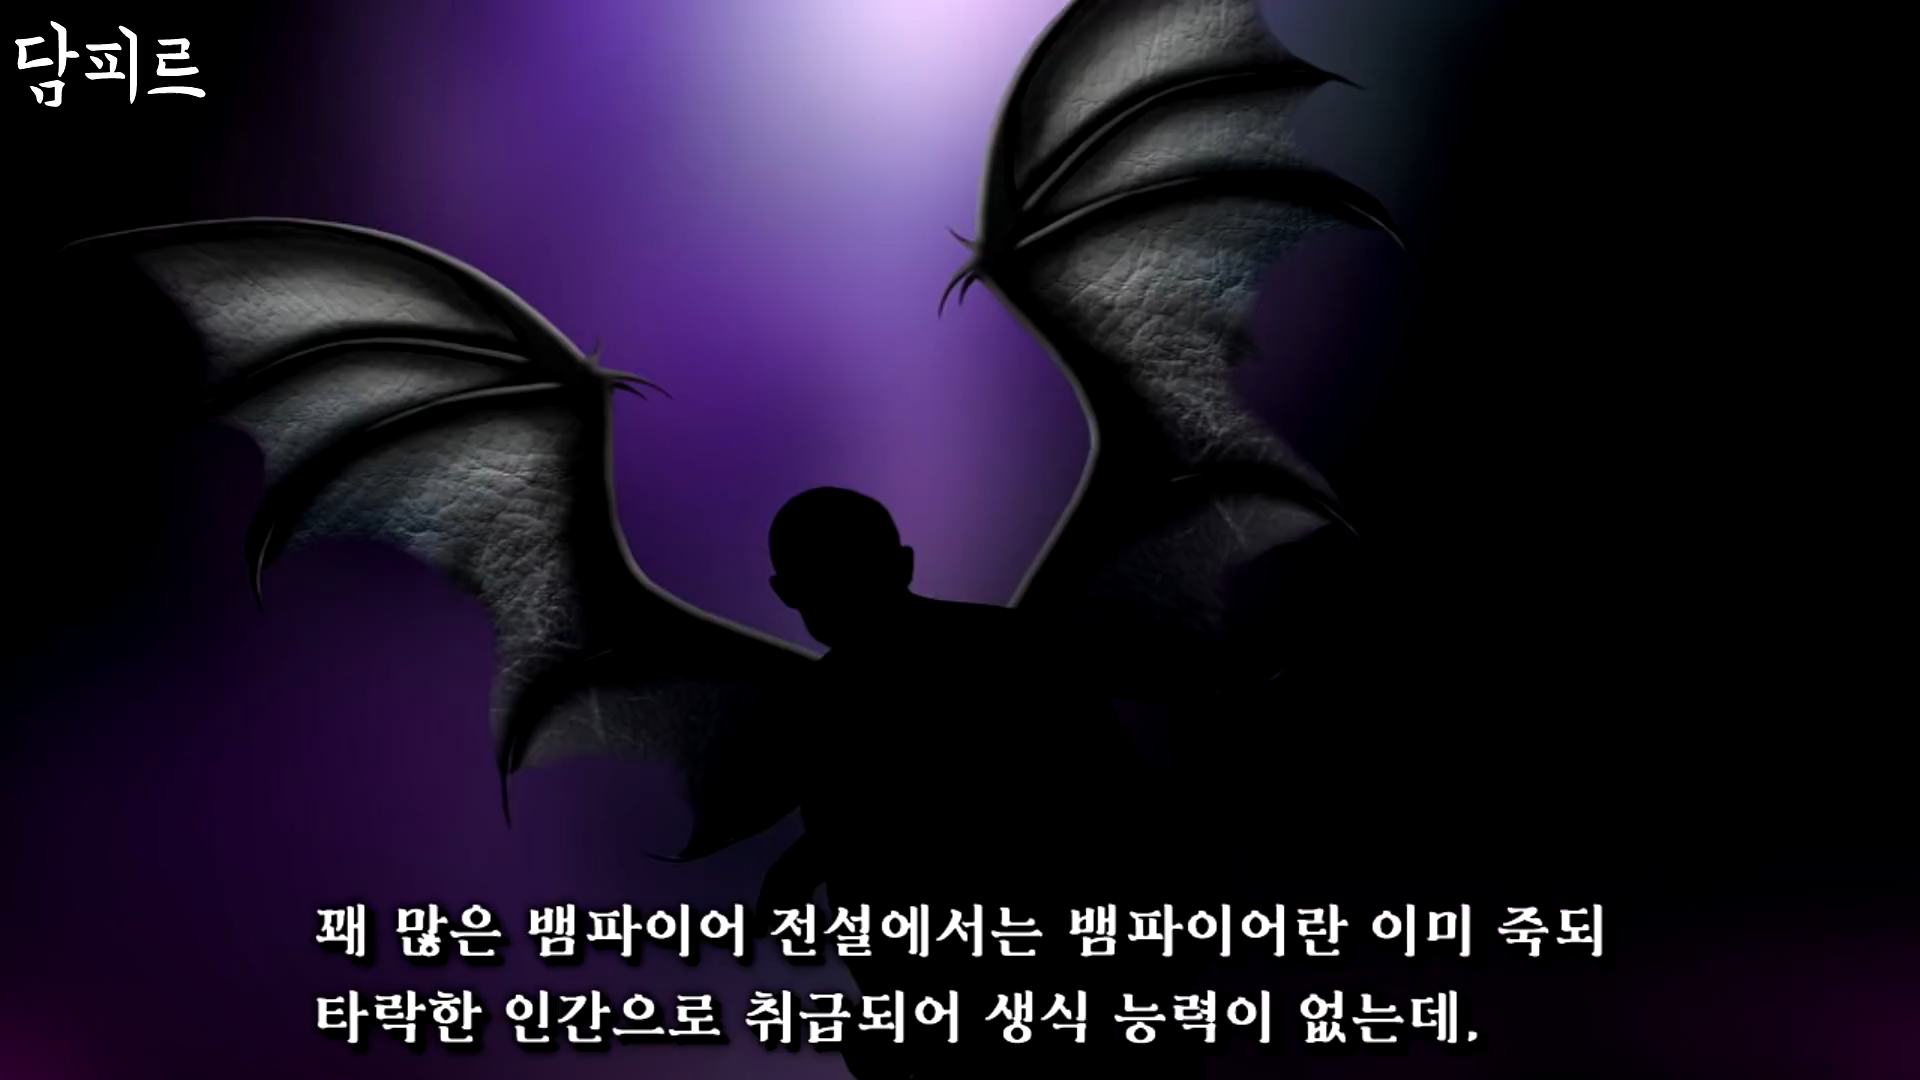 담피르
꽤 많은 뱀파이어 전설에서는 뱀파이어란 이미 죽되
타락한 인간으로 취급되어 생식 능력이 없는데,